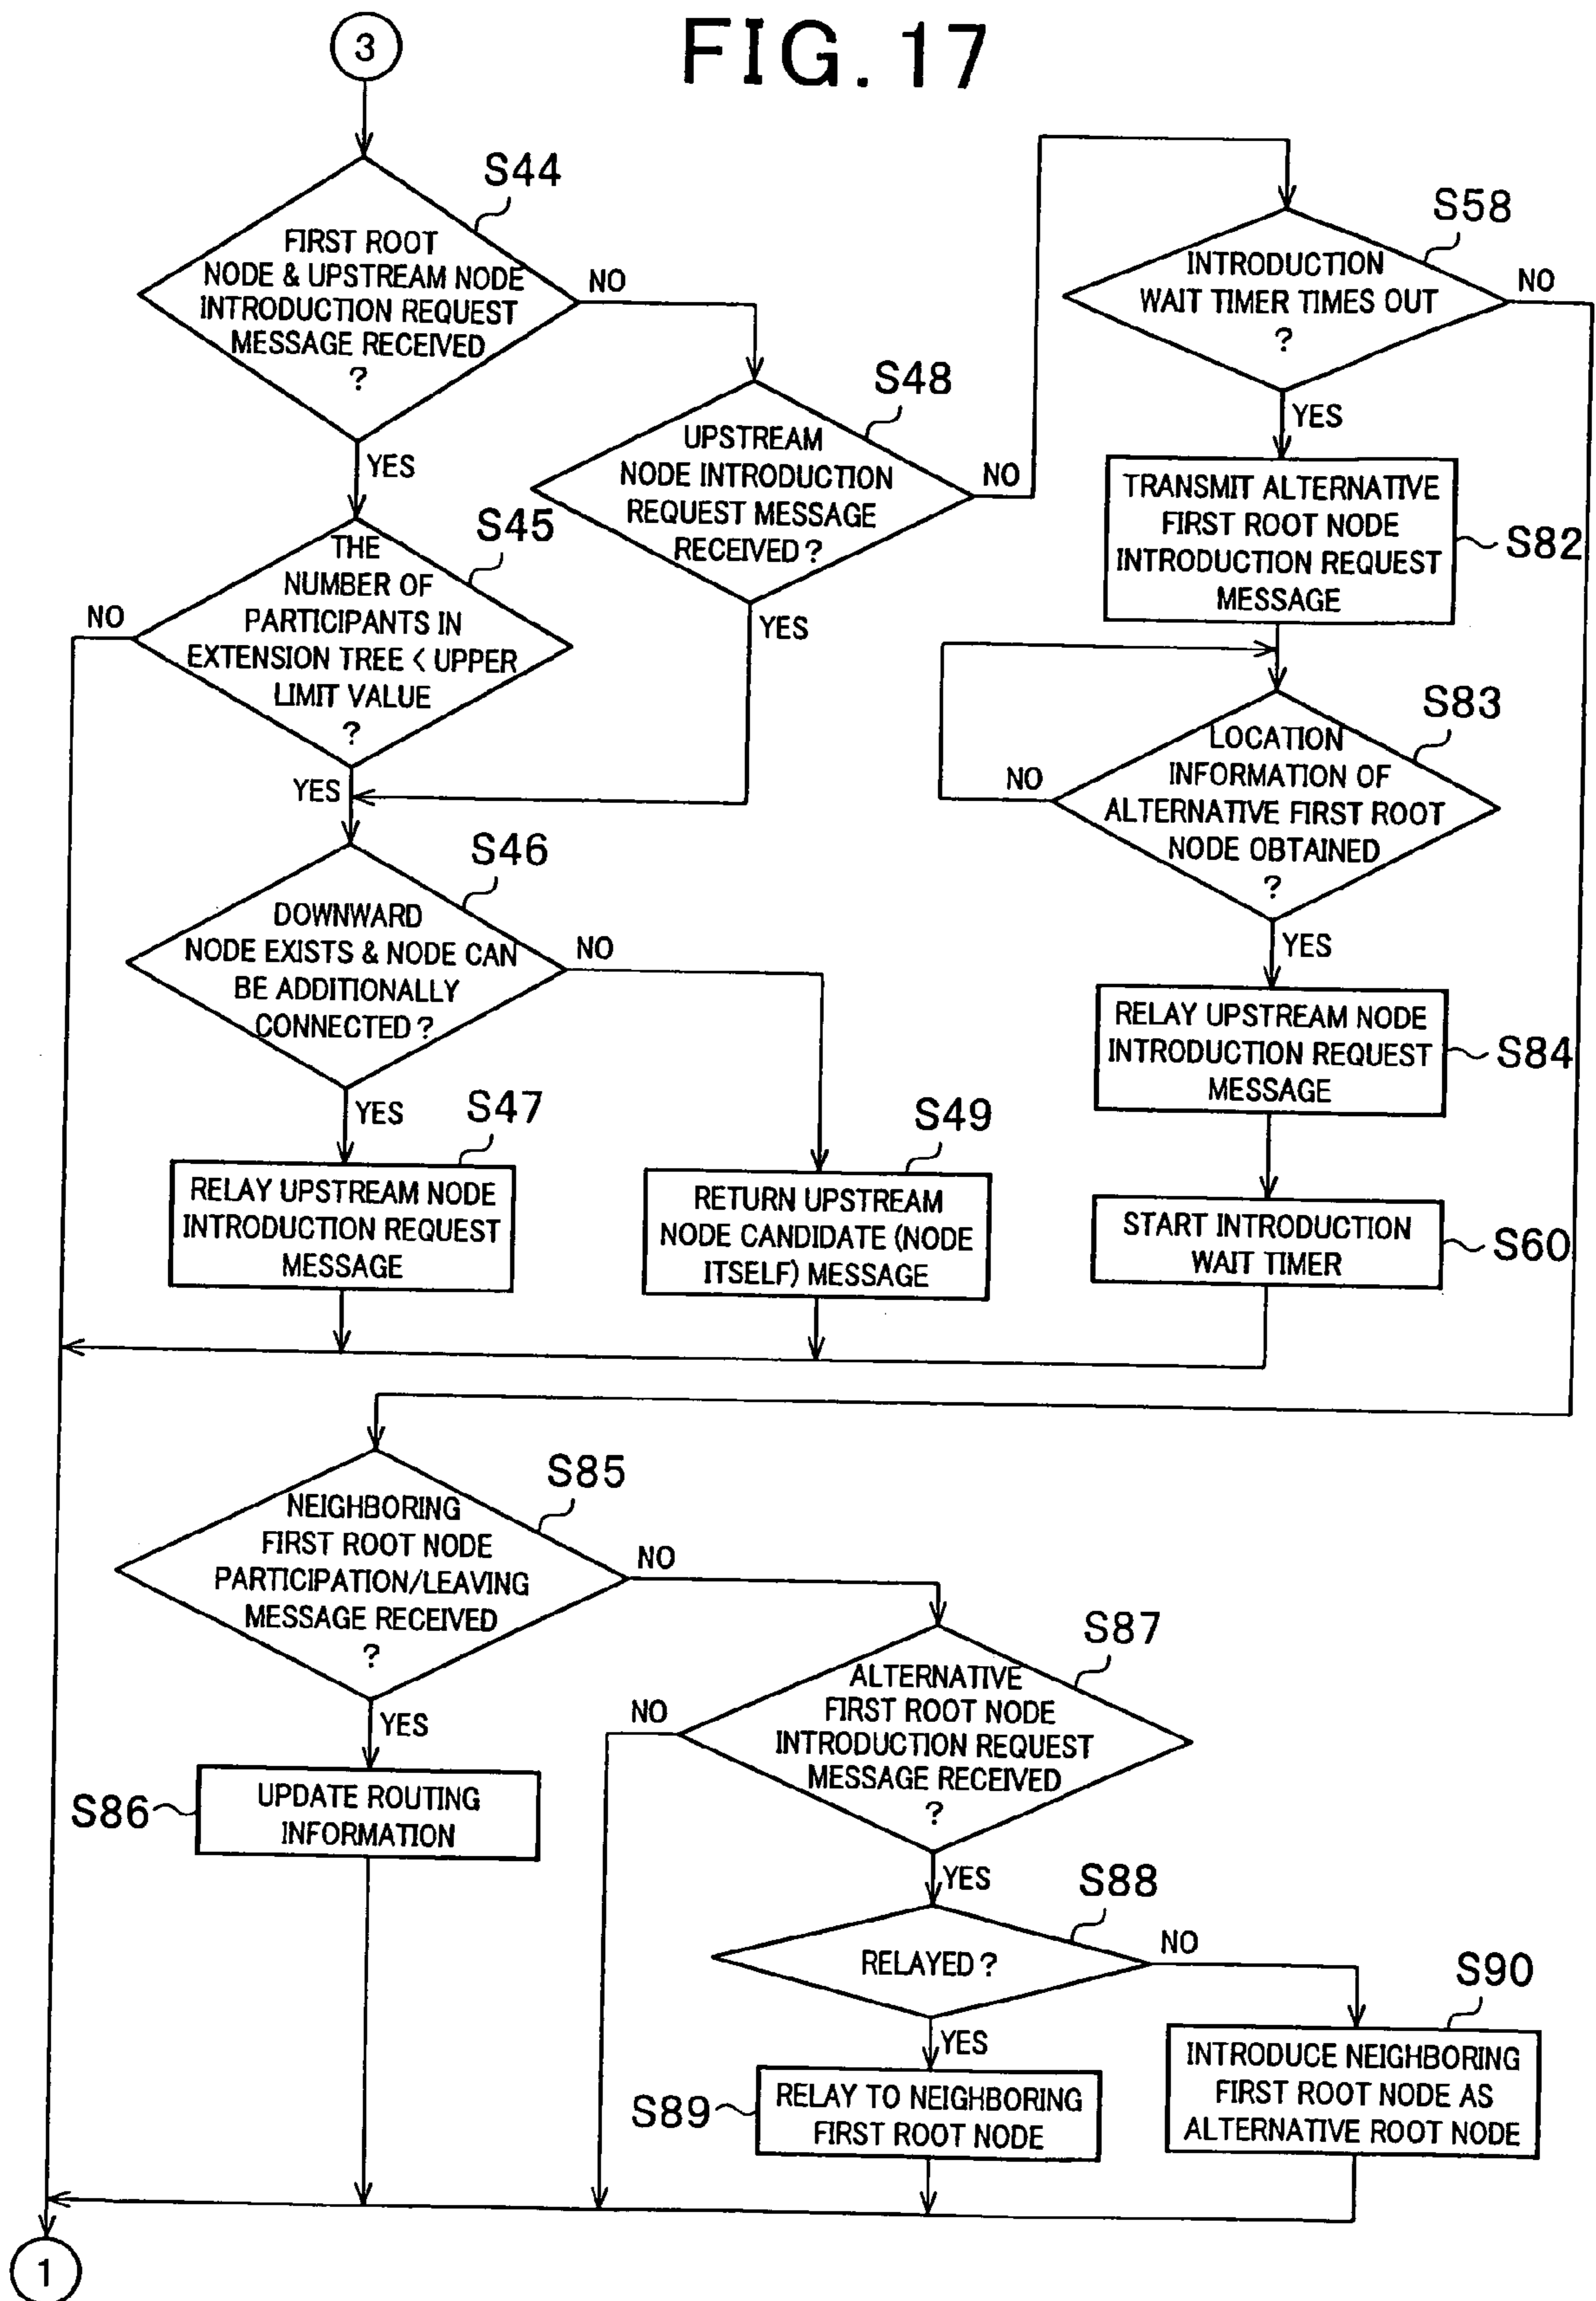 FIG. 17
3
S44
FIRST ROOT
NODE & UPSTREAM NODE
INTRODUCTION REQUEST
MESSAGE RECEIVED
?
NO
YES
S58
INTRODUCTION
WAIT TIMER TIMES OUT
?
NO
YES
S48
UPSTREAM
NODE INTRODUCTION
REQUEST MESSAGE
RECEIVED ?
NO
YES
S45
THE
NUMBER OF
PARTICIPANTS IN
EXTENSION TREE < UPPER
LIMIT VALUE
?
NO
YES
TRANSMIT ALTERNATIVE
FIRST ROOT NODE
INTRODUCTION REQUEST
MESSAGE
S82
S83
LOCATION
INFORMATION OF
ALTERNATIVE FIRST ROOT
NODE OBTAINED
?
NO
YES
S46
DOWNWARD
NODE EXISTS & NODE CAN
BE ADDITIONALLY
CONNECTED ?
NO
YES
RELAY UPSTREAM NODE
INTRODUCTION REQUEST
MESSAGE
S84
S47
RELAY UPSTREAM NODE
INTRODUCTION REQUEST
MESSAGE
S49
RETURN UPSTREAM
NODE CANDIDATE (NODE
ITSELF) MESSAGE
START INTRODUCTION
WAIT TIMER
S60
S85
NEIGHBORING
FIRST ROOT NODE
PARTICIPATION/LEAVING
MESSAGE RECEIVED
?
NO
YES
S87
ALTERNATIVE
FIRST ROOT NODE
INTRODUCTION REQUEST
MESSAGE RECEIVED
?
NO
YES
S86
UPDATE ROUTING
INFORMATION
S88
RELAYED ?
NO
YES
S90
INTRODUCE NEIGHBORING
FIRST ROOT NODE AS
ALTERNATIVE ROOT NODE
S89
RELAY TO NEIGHBORING
FIRST ROOT NODE
1